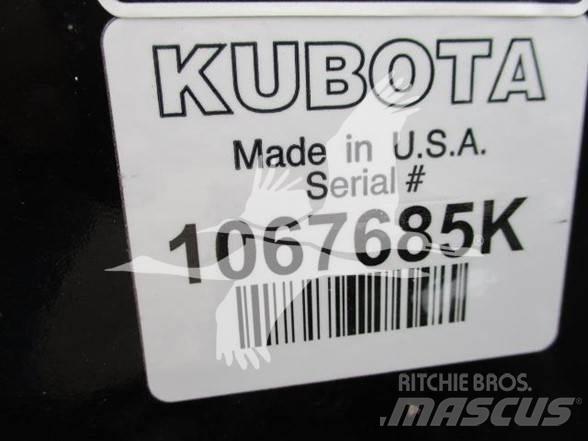 KUBOTA
Made in U.S.A.
Serial #
1067685K
RITCHIE BROS.
MASCUS